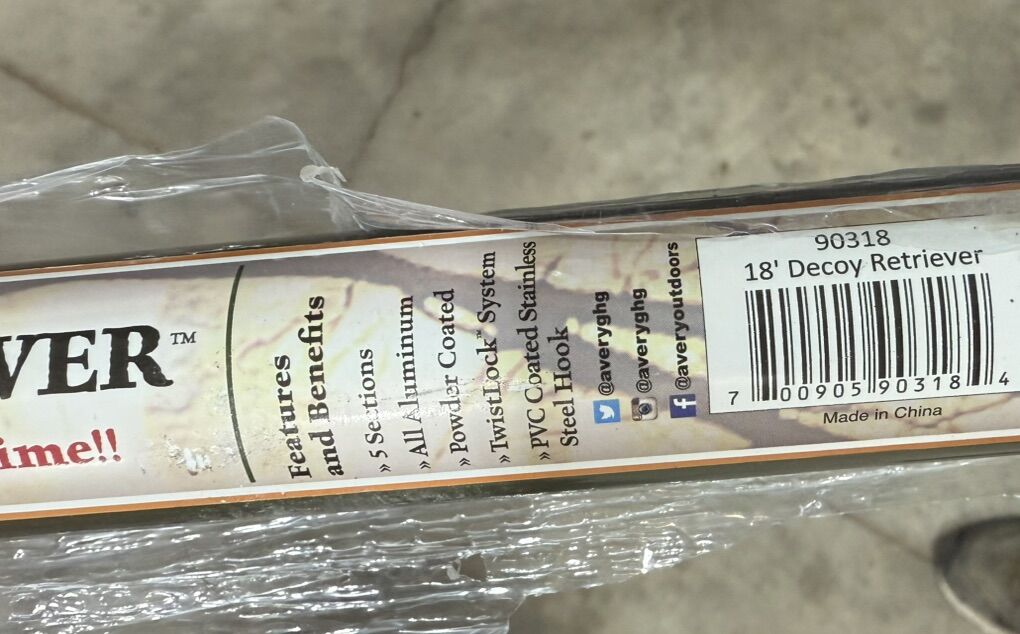 VER™
ime!!
Features
and Benefits
» 5 Sections
» All Aluminum
» Powder Coated
» TwistLock™ System
» PVC Coated Stainless
Steel Hook
@averyghg
@averyghg
@averyoutdoors
90318
18' Decoy Retriever
7 00905 90318 4
Made in China